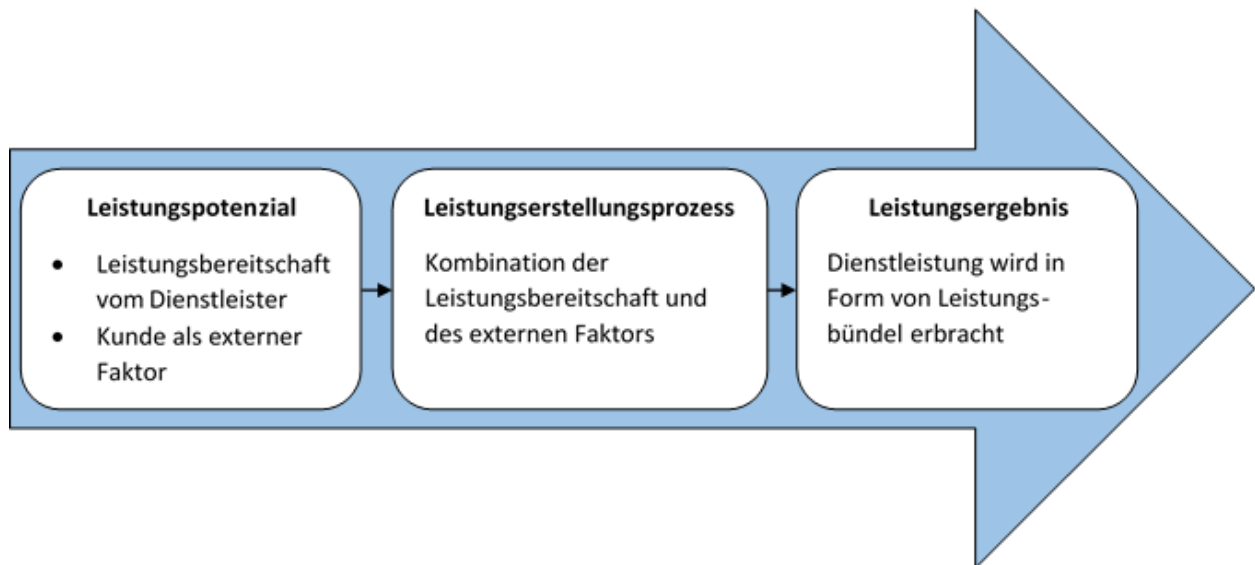 Leistungspotenzial
• Leistungsbereitschaft
vom Dienstleister
• Kunde als externer
Faktor
Leistungserstellungsprozess
Kombination der
Leistungsbereitschaft und
des externen Faktors
Leistungsergebnis
Dienstleistung wird in
Form von Leistungs-
bündel erbracht